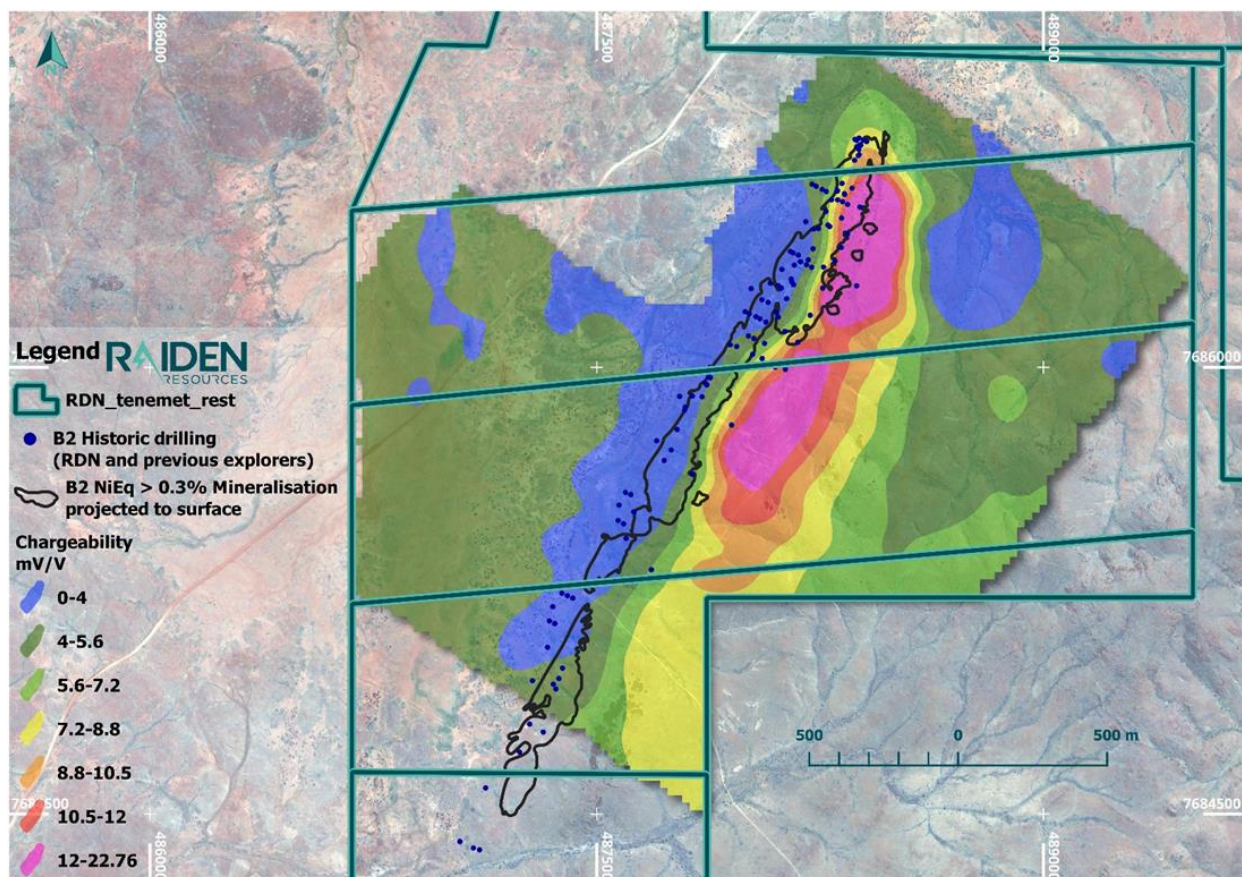 486000
487500
489000
Legend RAIDEN
RESOURCES
7686000
RDN_tenemet_rest
B2 Historic drilling
(RDN and previous explorers)
B2 NiEq > 0.3% Mineralisation
projected to surface
Chargeability
mV/V
0-4
4-5.6
5.6-7.2
7.2-8.8
8.8-10.5
10.5-12
12-22.76
500 0 500 m
7684500
486000
487500
489000